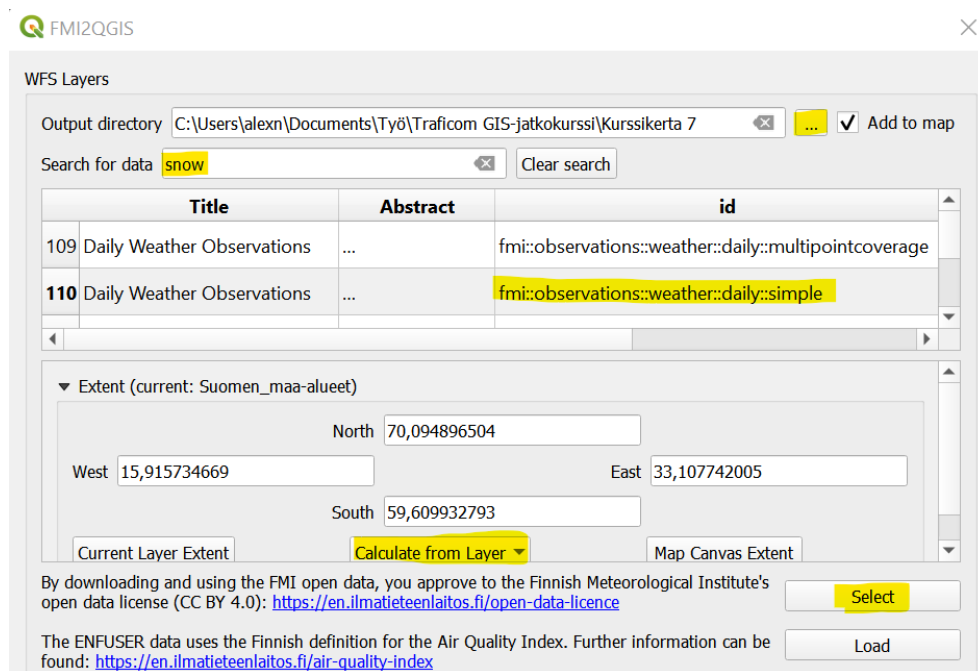 FMI2QGIS
WFS Layers
Output directory C:\Users\alexn\Documents\Työ\Traficom GIS-jatkokurssi\Kurssikerta 7 ... Add to map
Search for data snow Clear search
Title Abstract id
109 Daily Weather Observations ... fmi::observations::weather::daily::multipointcoverage
110 Daily Weather Observations ... fmi::observations::weather::daily::simple
Extent (current: Suomen_maa-alueet)
North 70,094896504
West 15,915734669 East 33,107742005
South 59,609932793
Current Layer Extent Calculate from Layer Map Canvas Extent
By downloading and using the FMI open data, you approve to the Finnish Meteorological Institute's
open data license (CC BY 4.0): https://en.ilmatieteenlaitos.fi/open-data-licence Select
The ENFUSER data uses the Finnish definition for the Air Quality Index. Further information can be
found: https://en.ilmatieteenlaitos.fi/air-quality-index Load